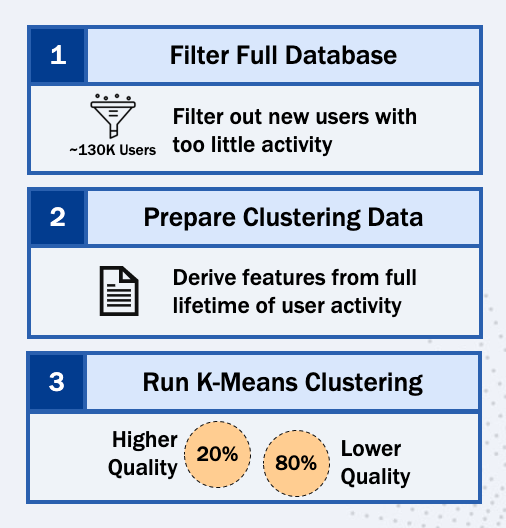 1
Filter Full Database
~130K Users
Filter out new users with
too little activity
2
Prepare Clustering Data
Derive features from full
lifetime of user activity
3
Run K-Means Clustering
Higher
Quality
20%
80%
Lower
Quality